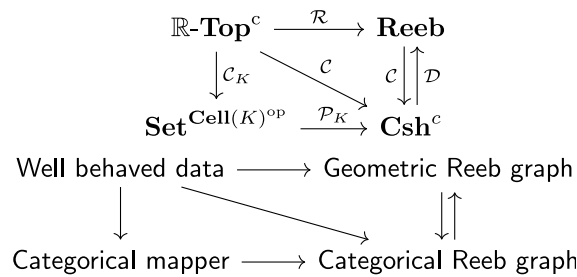 ℝ-Top^c R Reeb
C_K C C D
Set^{Cell(K)^{op}} P_K Csh^c
Well behaved data Geometric Reeb graph
Categorical mapper Categorical Reeb graph